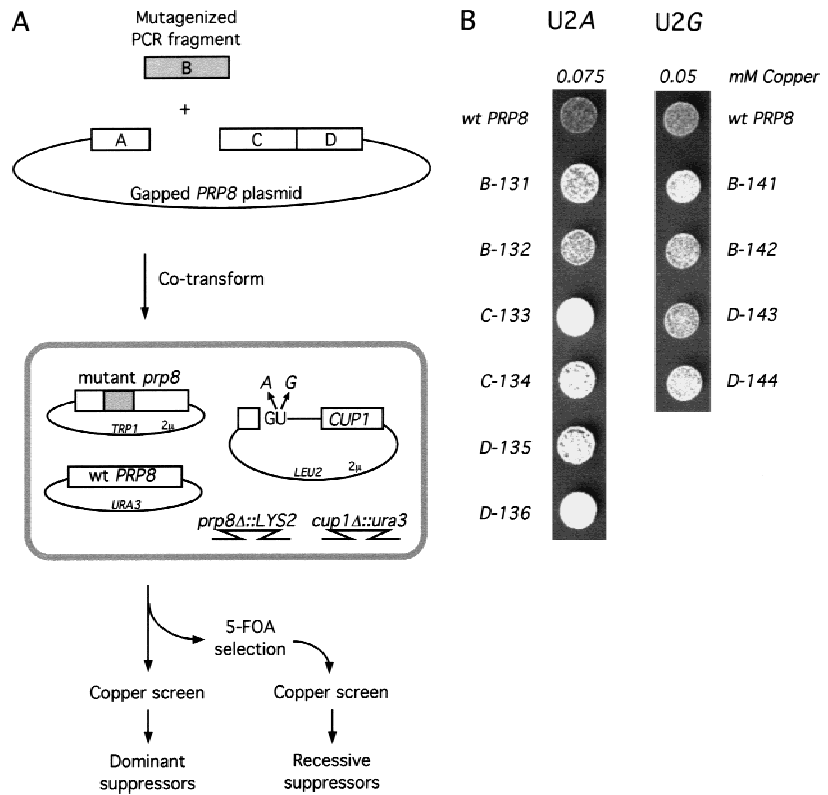 A
Mutagenized
PCR fragment
B
+
A
C
D
Gapped PRP8 plasmid
Co-transform
mutant prp8
TRP1
2μ
wt PRP8
URA3
A G
GU
CUP1
LEU2
2μ
prp8Δ::LYS2
cup1Δ::ura3
5-FOA
selection
Copper screen
Copper screen
Dominant
suppressors
Recessive
suppressors
B
U2A
U2G
0.075
0.05
mM Copper
wt PRP8
wt PRP8
B-131
B-141
B-132
B-142
C-133
D-143
C-134
D-144
D-135
D-136